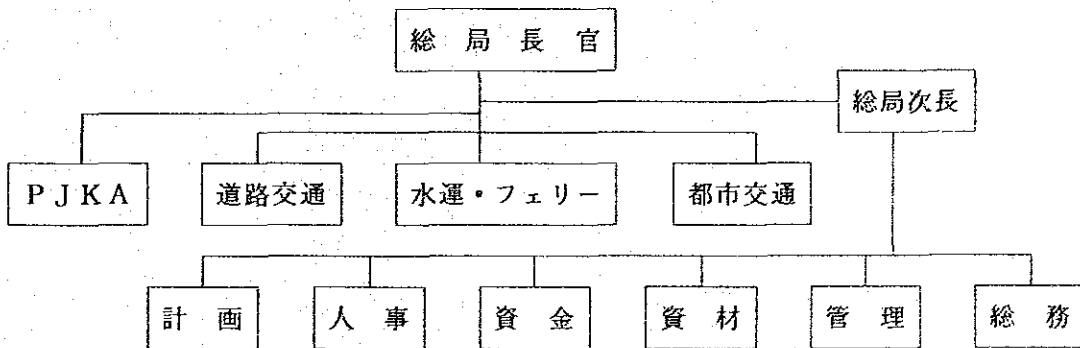 総局長官
総局次長
PJKA
道路交通
水運・フェリー
都市交通
計画
人事
資金
資材
管理
総務